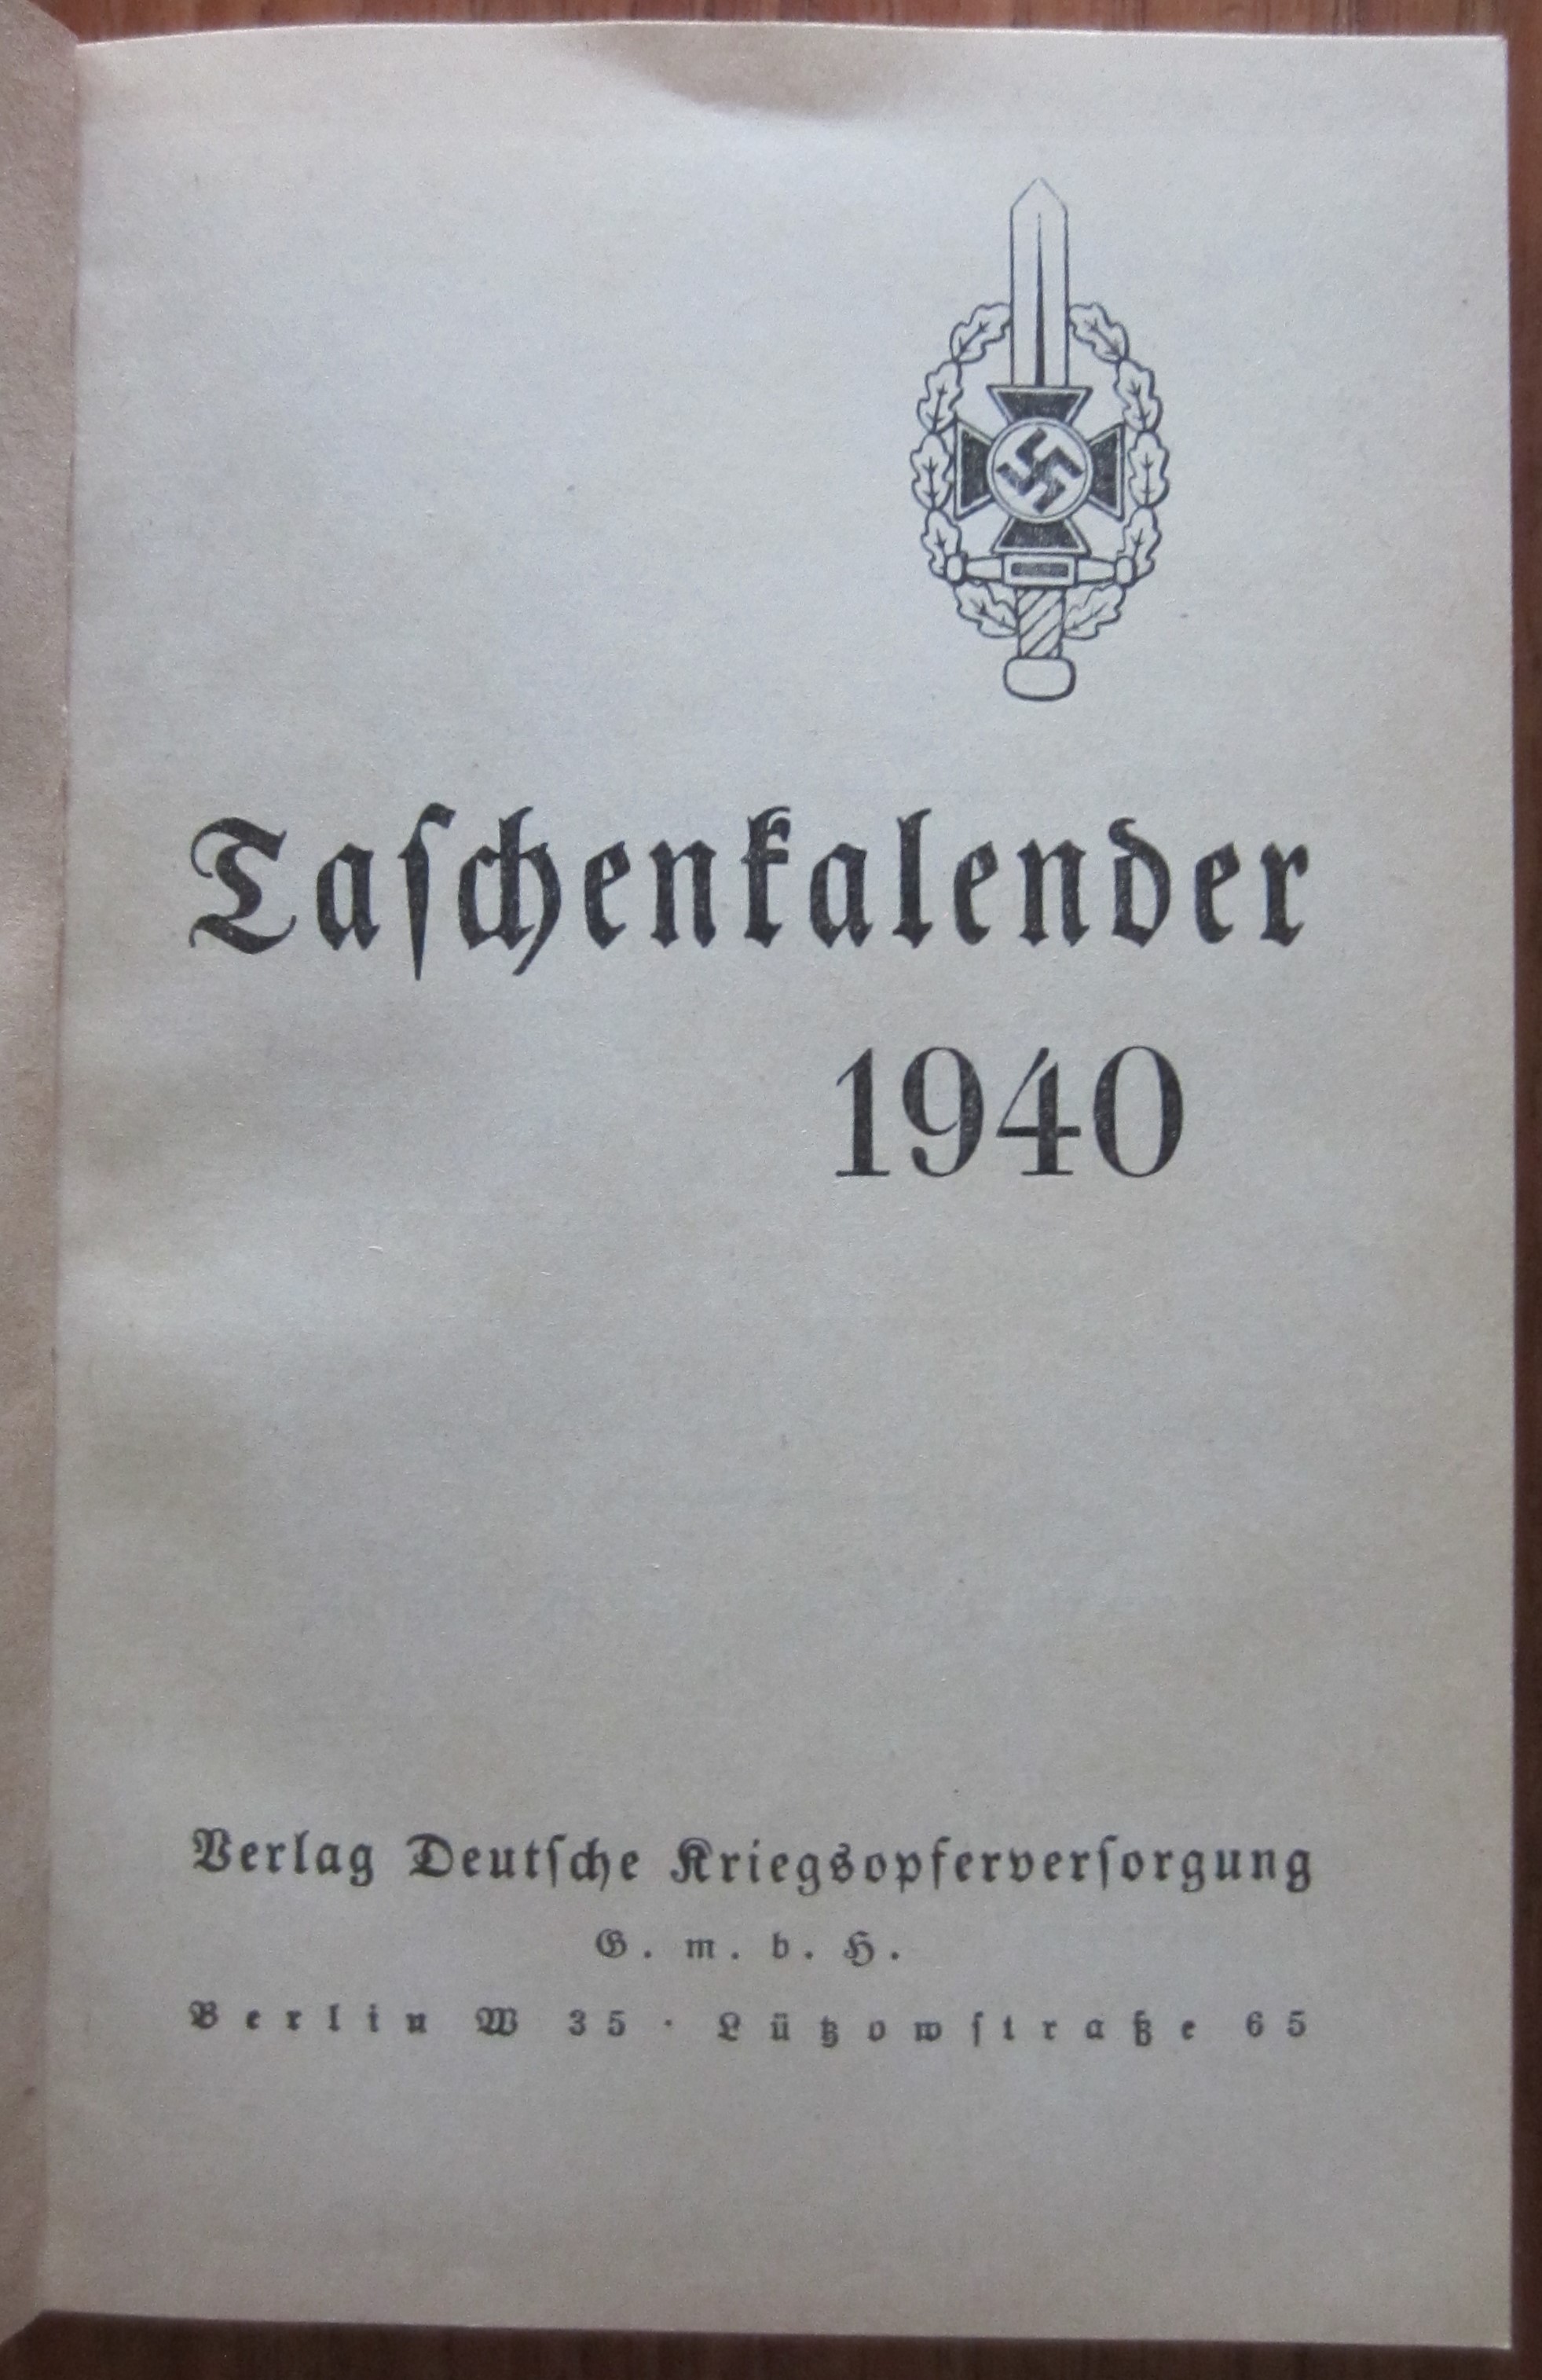 Taschenkalender
1940
Verlag Deutsche Kriegsopferversorgung
G. m. b. H.
Berlin W 35 · Lützowstraße 65